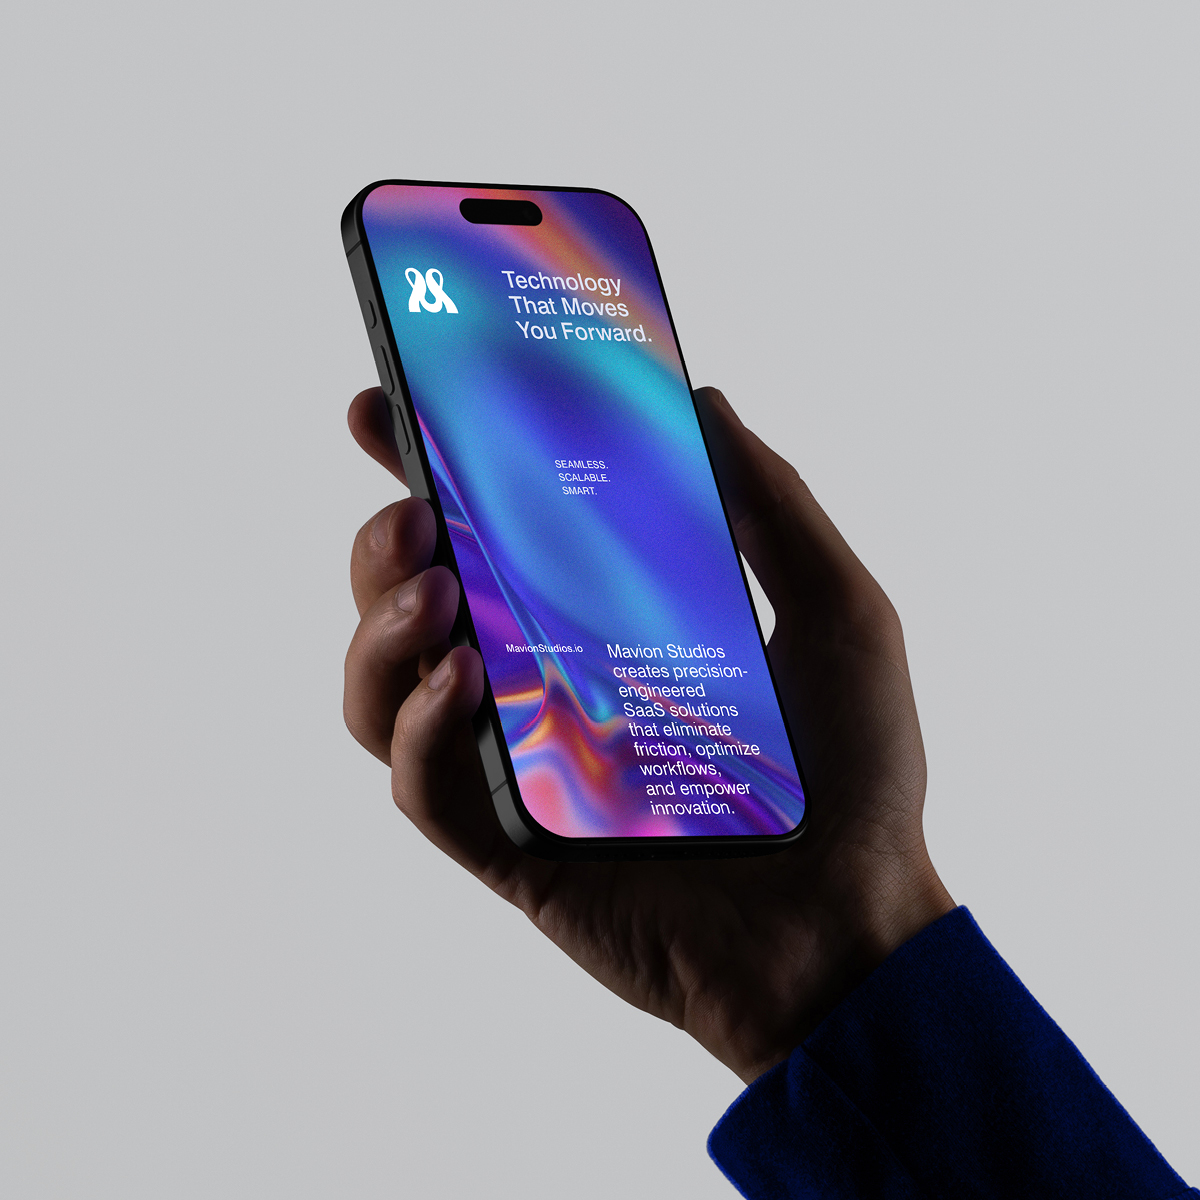 Technology
That Moves
You Forward.
SEAMLESS.
SCALABLE.
SMART.
MavionStudios.io
Mavion Studios
creates precision-
engineered
SaaS solutions
that eliminate
friction, optimize
workflows,
and empower
innovation.